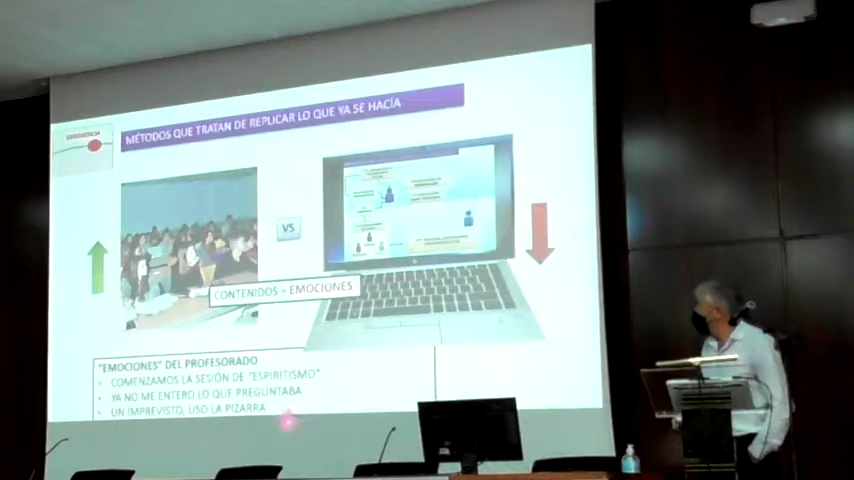 MÉTODOS QUE TRATAN DE REPLICAR LO QUE YA SE HACÍA
VS
CONTENIDOS + EMOCIONES
"EMOCIONES" DEL PROFESORADO
• COMENZAMOS LA SESIÓN DE "ESPIRITISMO"
• YA NO ME ENTERO LO QUE PREGUNTABA
• UN IMPREVISTO, USO LA PIZARRA